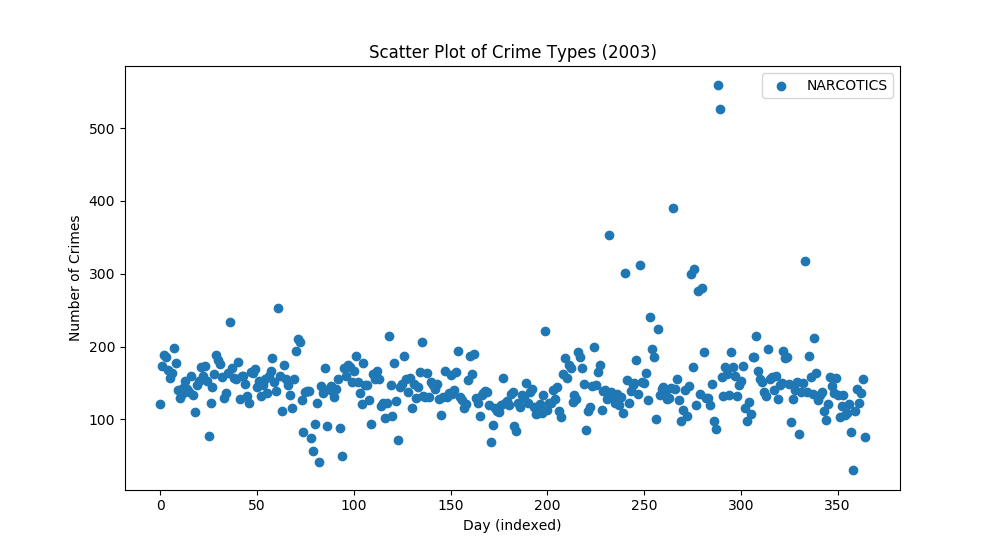 Scatter Plot of Crime Types (2003)
NARCOTICS
500
400
300
200
100
Number of Crimes
0 50 100 150 200 250 300 350
Day (indexed)